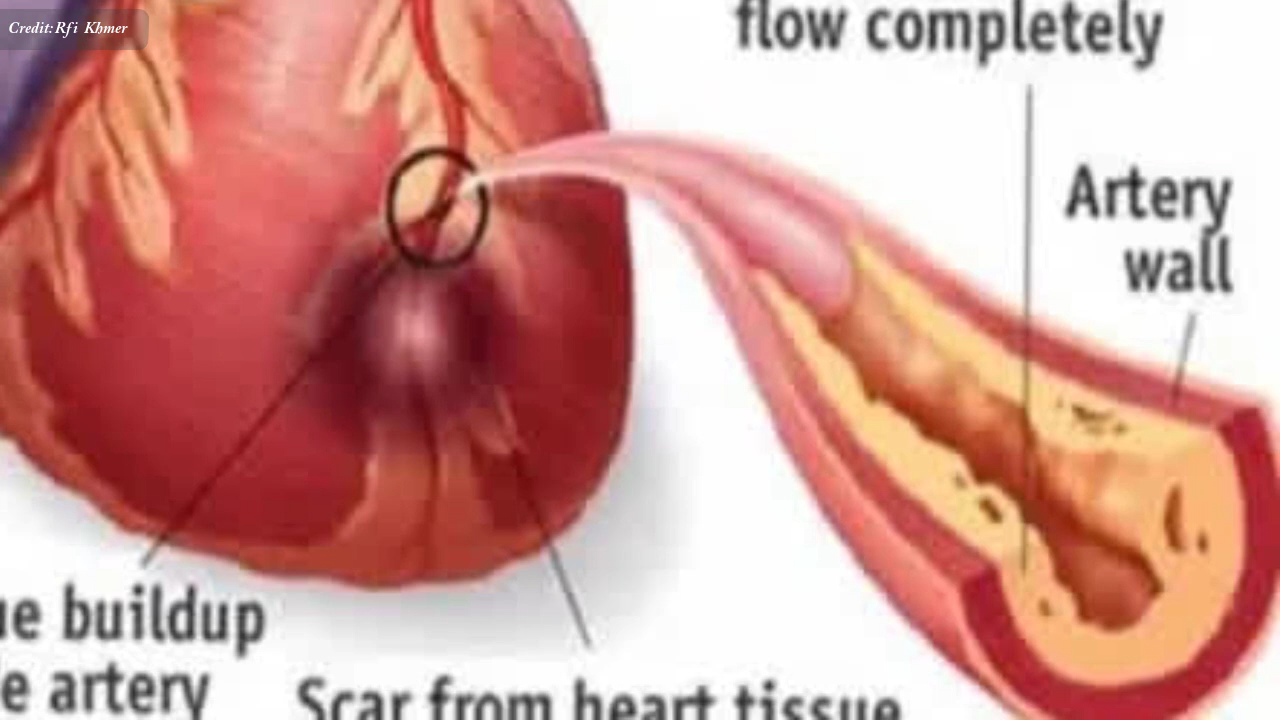 Credit:Rfi Khmer
flow completely
Artery
wall
buildup
artery
Scar from heart tissue